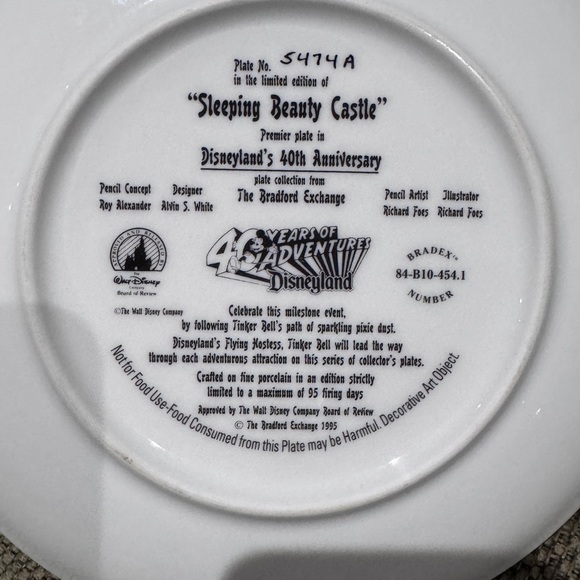 Plate No. 5474A
in the limited edition of
"Sleeping Beauty Castle"
Premier plate in
Disneyland's 40th Anniversary
plate collection from
The Bradford Exchange
Pencil Concept
Roy Alexander
Designer
Alvin S. White
Pencil Artist
Richard Foes
Illustrator
Richard Foes
APPROVED AND REVIEWED BY
The
Walt Disney
Company
Board of Review
40 YEARS OF ADVENTURES
Disneyland
BRADEX™
84-B10-454.1
NUMBER
©The Walt Disney Company
Celebrate this milestone event,
by following Tinker Bell's path of sparkling pixie dust.
Disneyland's Flying Hostess, Tinker Bell will lead the way
through each adventurous attraction on this series of collector's plates.
Crafted on fine porcelain in an edition strictly
limited to a maximum of 95 firing days
Approved by The Walt Disney Company Board of Review
© The Bradford Exchange 1995
Not for Food Use-Food Consumed from this Plate may be Harmful. Decorative Art Object.